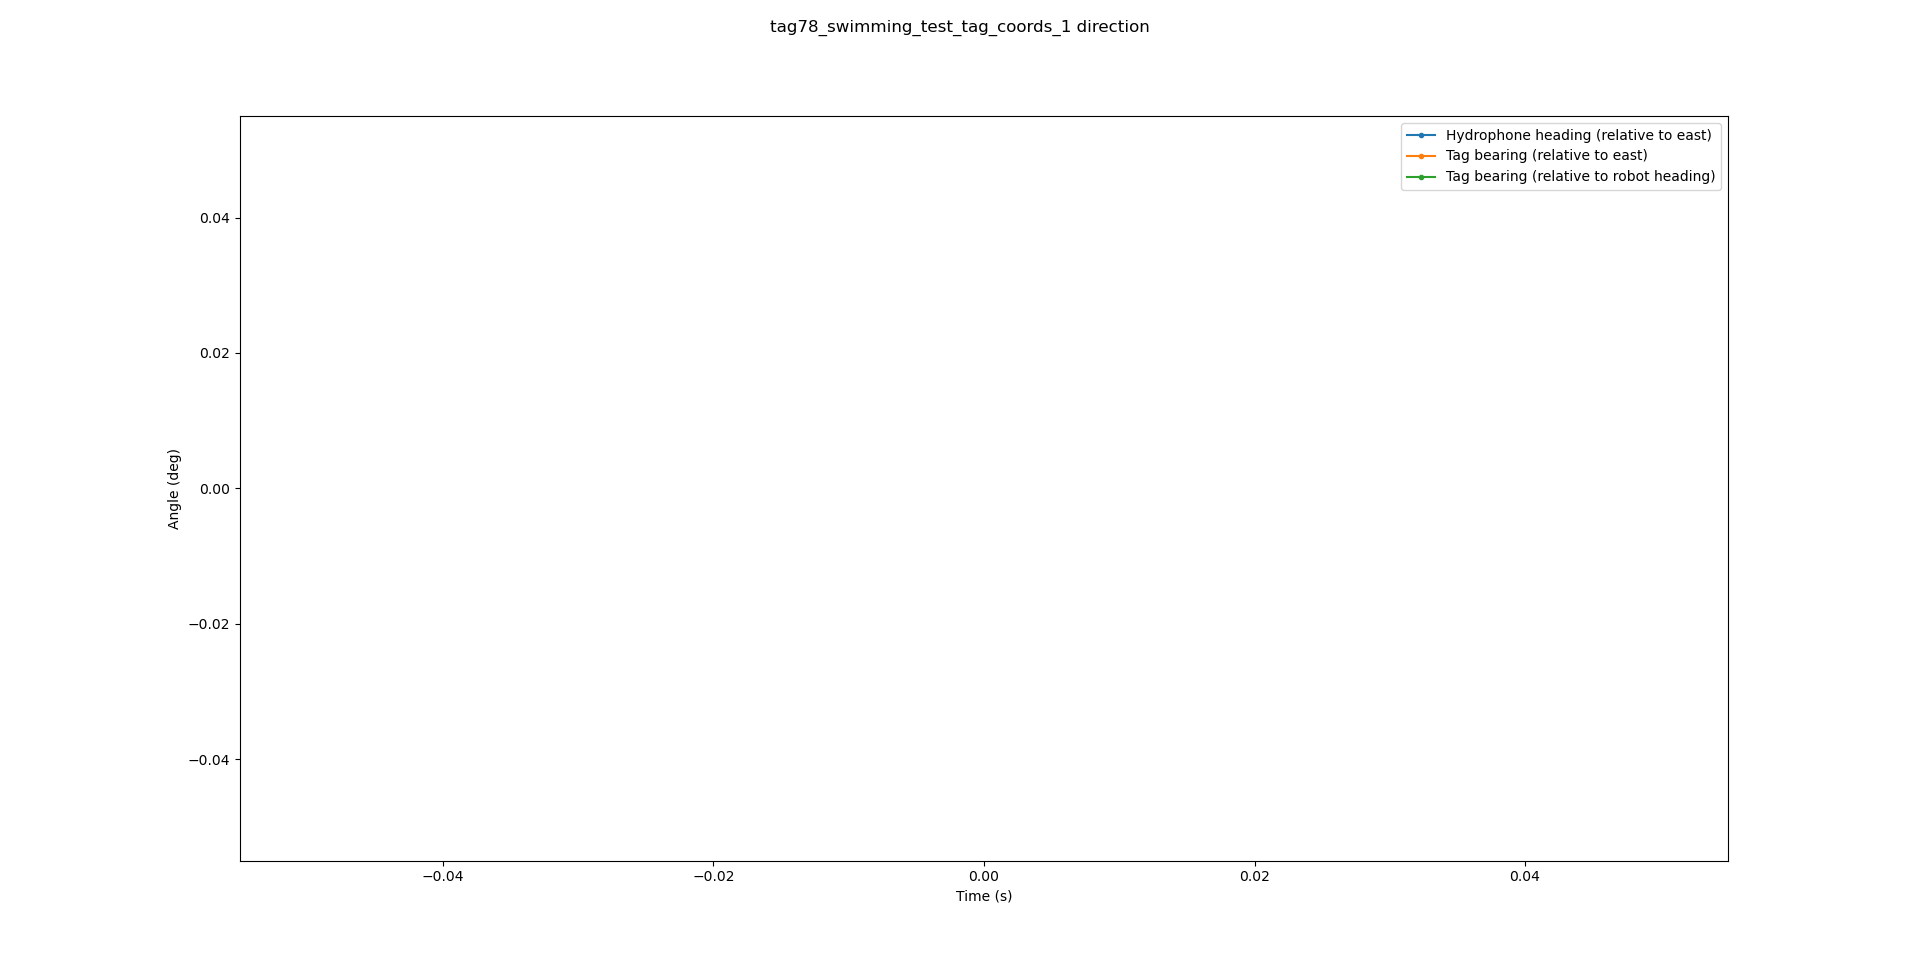 tag78_swimming_test_tag_coords_1 direction
Hydrophone heading (relative to east)
Tag bearing (relative to east)
Tag bearing (relative to robot heading)
0.04
0.02
0.00
−0.02
−0.04
Angle (deg)
−0.04
−0.02
0.00
0.02
0.04
Time (s)